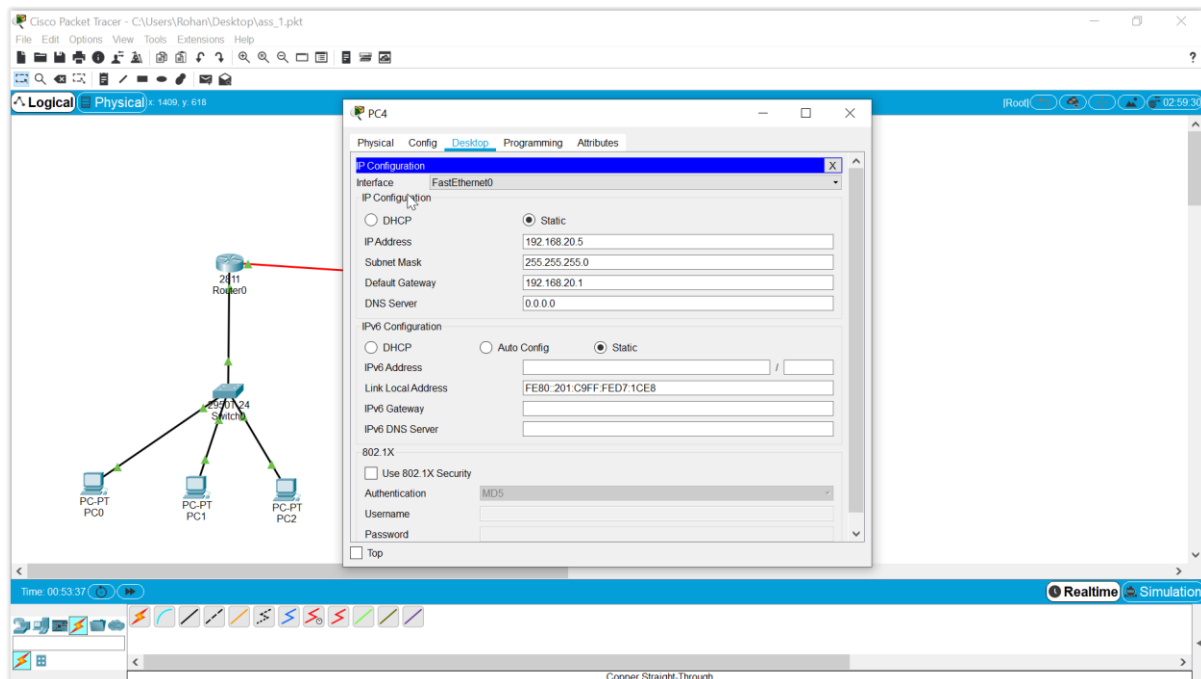 Cisco Packet Tracer - C:\Users\Rohan\Desktop\ass_1.pkt
File Edit Options View Tools Extensions Help
?
Logical Physical x: 1409, y: 618 [Root] 02:59:30
PC4
Physical Config Desktop Programming Attributes
IP Configuration X
Interface FastEthernet0
IP Configuration
DHCP Static
IP Address 192.168.20.5
Subnet Mask 255.255.255.0
Default Gateway 192.168.20.1
DNS Server 0.0.0.0
IPv6 Configuration
DHCP Auto Config Static
IPv6 Address /
Link Local Address FE80::201:C9FF:FED7:1CE8
IPv6 Gateway
IPv6 DNS Server
802.1X
Use 802.1X Security
Authentication MD5
Username
Password
Top
2811
Router0
2950T-24
Switch0
PC-PT
PC0
PC-PT
PC1
PC-PT
PC2
Time: 00:53:37 Realtime Simulation
Copper Straight-Through